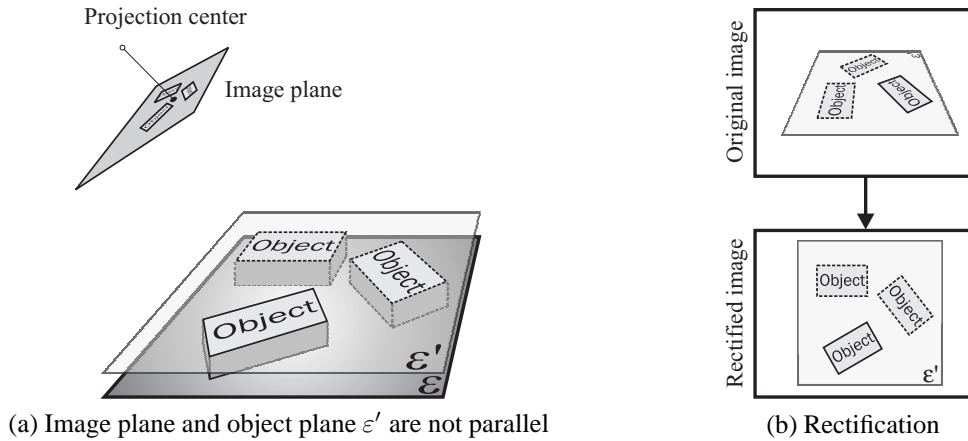 Projection center
Image plane
Object
Object
Object
ε'
ε
(a) Image plane and object plane ε′ are not parallel
Original image
Object
Object
Object
ε'
Rectified image
Object
Object
Object
ε'
(b) Rectification